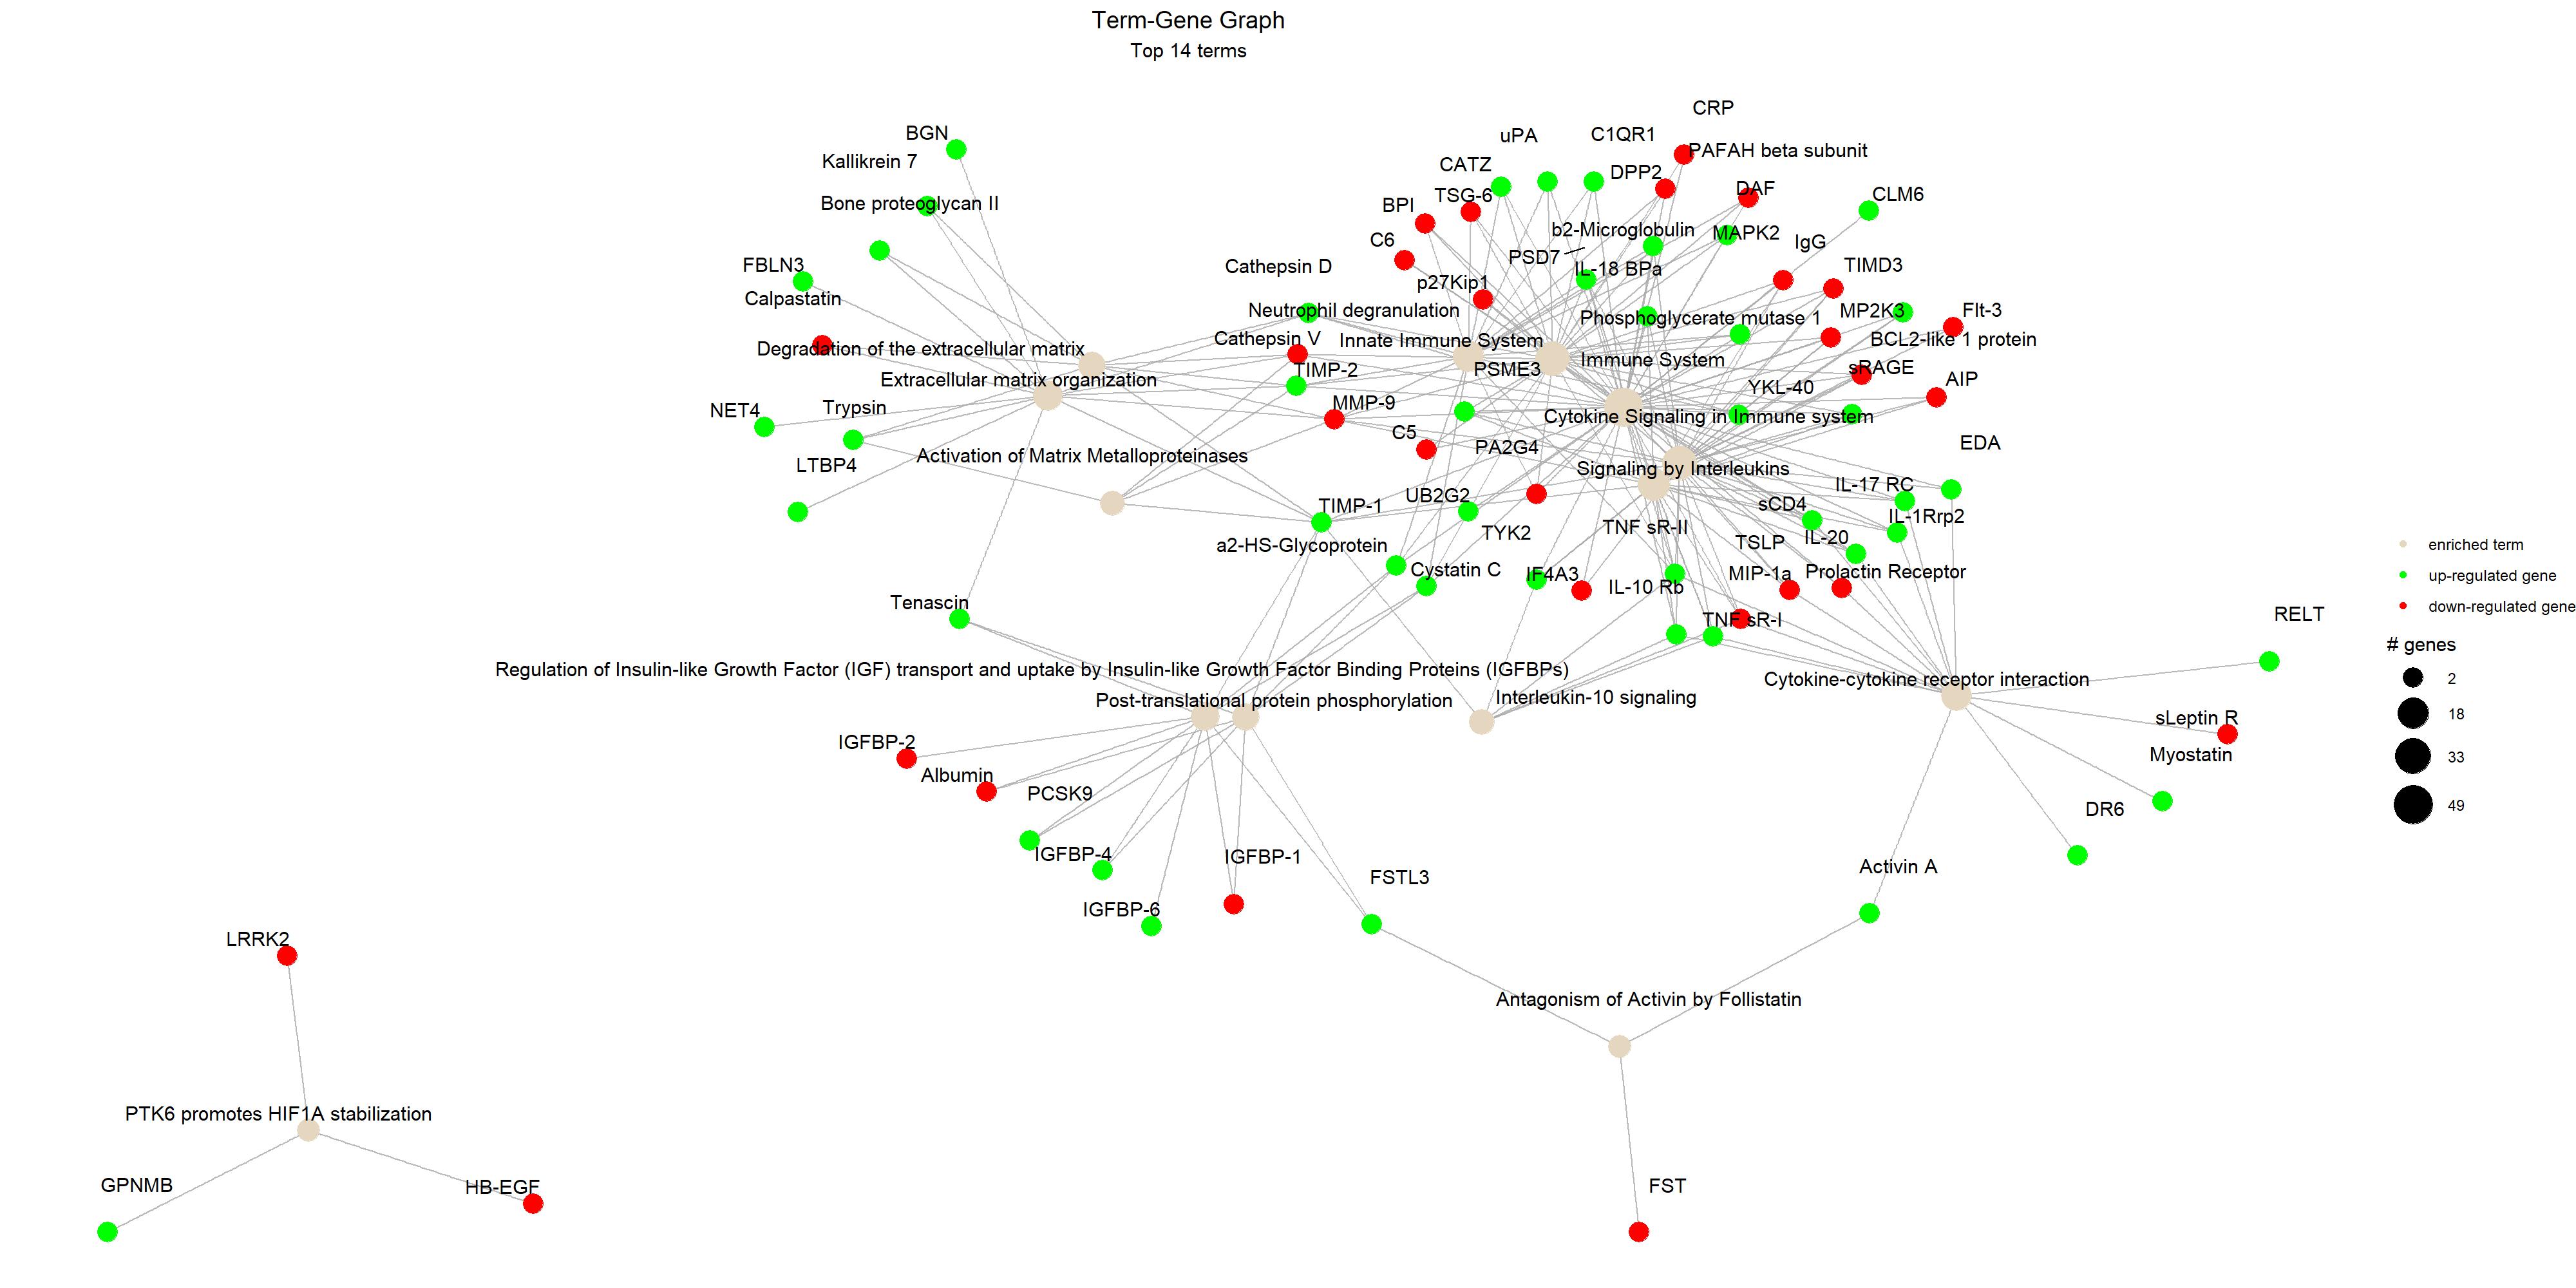 Term-Gene Graph
Top 14 terms
CRP
BGN
uPA
C1QR1
Kallikrein 7
CATZ
DPP2
PAFAH beta subunit
Bone proteoglycan II
BPI
TSG-6
DAF
CLM6
C6
b2-Microglobulin
MAPK2
IgG
PSD7
FBLN3
Cathepsin D
IL-18 BPa
TIMD3
Calpastatin
p27Kip1
Neutrophil degranulation
Phosphoglycerate mutase 1
MP2K3
Flt-3
Degradation of the extracellular matrix
Cathepsin V
Innate Immune System
BCL2-like 1 protein
Extracellular matrix organization
TIMP-2
PSME3
Immune System
sRAGE
YKL-40
AIP
NET4
Trypsin
MMP-9
Cytokine Signaling in Immune system
C5
PA2G4
EDA
LTBP4
Activation of Matrix Metalloproteinases
Signaling by Interleukins
IL-17 RC
TIMP-1
UB2G2
sCD4
IL-1Rrp2
a2-HS-Glycoprotein
TYK2
TNF sR-II
TSLP
IL-20
Cystatin C
IF4A3
IL-10 Rb
MIP-1a
Prolactin Receptor
Tenascin
TNF sR-I
enriched term
up-regulated gene
down-regulated gene
RELT
# genes
2
18
33
49
Regulation of Insulin-like Growth Factor (IGF) transport and uptake by Insulin-like Growth Factor Binding Proteins (IGFBPs)
Post-translational protein phosphorylation
Interleukin-10 signaling
Cytokine-cytokine receptor interaction
sLeptin R
IGFBP-2
Myostatin
Albumin
PCSK9
DR6
IGFBP-4
IGFBP-1
Activin A
FSTL3
IGFBP-6
LRRK2
Antagonism of Activin by Follistatin
PTK6 promotes HIF1A stabilization
GPNMB
HB-EGF
FST